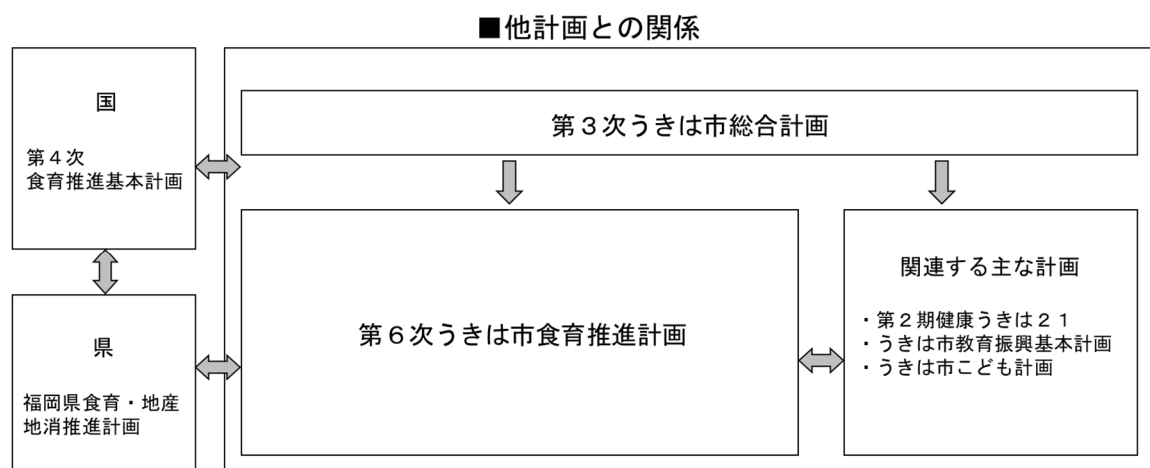 ■他計画との関係
国
第４次
食育推進基本計画
県
福岡県食育・地産
地消推進計画
第３次うきは市総合計画
第６次うきは市食育推進計画
関連する主な計画
・第２期健康うきは２１
・うきは市教育振興基本計画
・うきは市こども計画